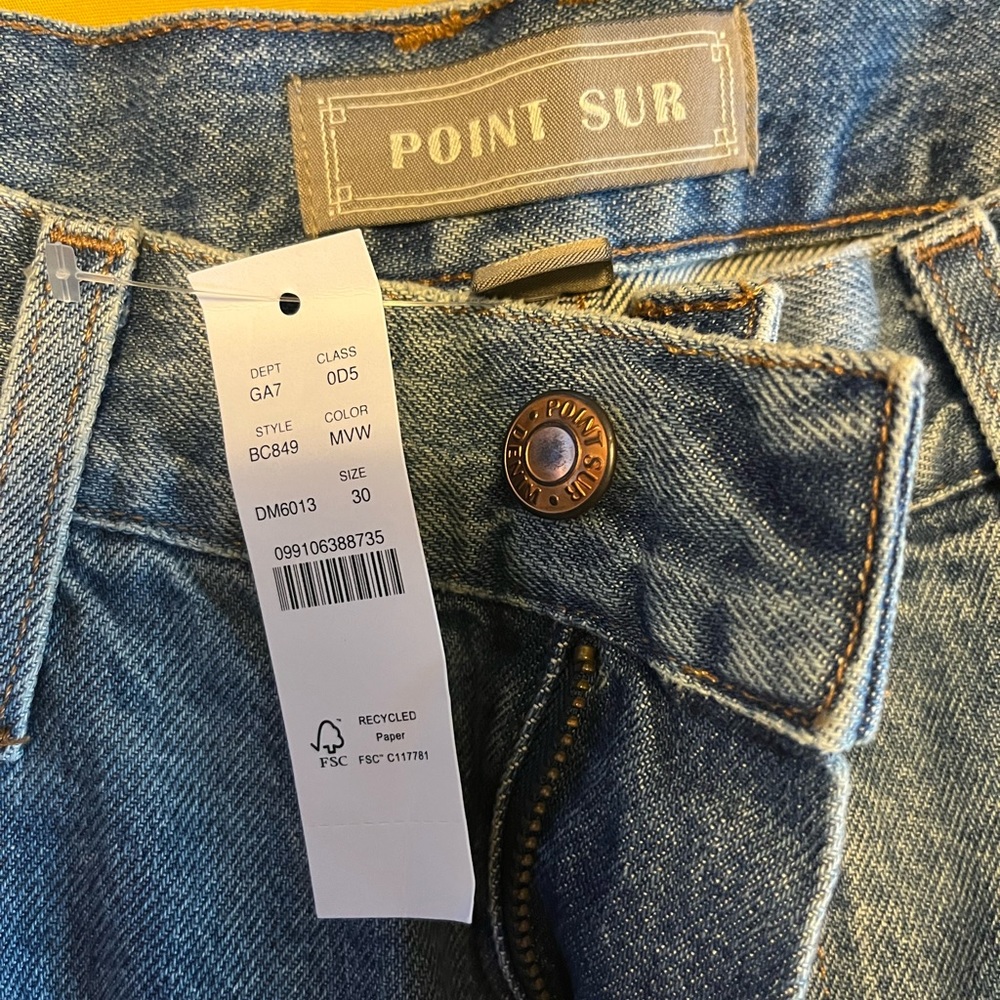 POINT SUR
DEPT CLASS
GA7 0D5
STYLE COLOR
BC849 MVW
SIZE
DM6013 30
099106388735
POINT SUR • DENIM •
RECYCLED
Paper
FSC™ C117781
FSC